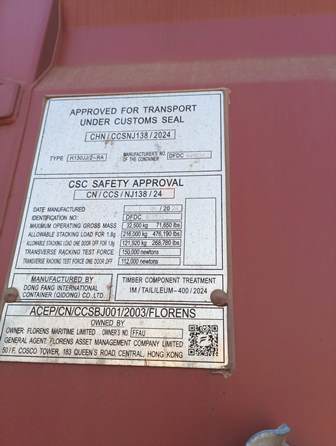 APPROVED FOR TRANSPORT
UNDER CUSTOMS SEAL
CHN/CCSNJ138/2024
TYPE H130J2/2-RA MANUFACTURER'S NO. OF THE CONTAINER DFDC
CSC SAFETY APPROVAL
CN/CCS/NJ138/24
DATE MANUFACTURED /20
IDENTIFICATION NO. DFDC
MAXIMUM OPERATING GROSS MASS 32,500 kg 71,650 lbs
ALLOWABLE STACKING LOAD FOR 1.8g 216,000 kg 476,190 lbs
ALLOWABLE STACKING LOAD ONE DOOR OFF FOR 1.8g 121,920 kg 268,780 lbs
TRANSVERSE RACKING TEST FORCE 150,000 newtons
TRANSVERSE RACKING TEST FORCE ONE DOOR OFF 112,000 newtons
MANUFACTURED BY
DONG FANG INTERNATIONAL
CONTAINER (QIDONG) CO.,LTD
TIMBER COMPONENT TREATMENT
IM/TAILILEUM-400/2024
ACEP/CN/CCSBJ001/2003/FLORENS
OWNED BY
OWNER: FLORENS MARITIME LIMITED OWNER'S NO FFAU
GENERAL AGENT: FLORENS ASSET MANAGEMENT COMPANY LIMITED
50/F, COSCO TOWER, 183 QUEEN'S ROAD, CENTRAL, HONG KONG